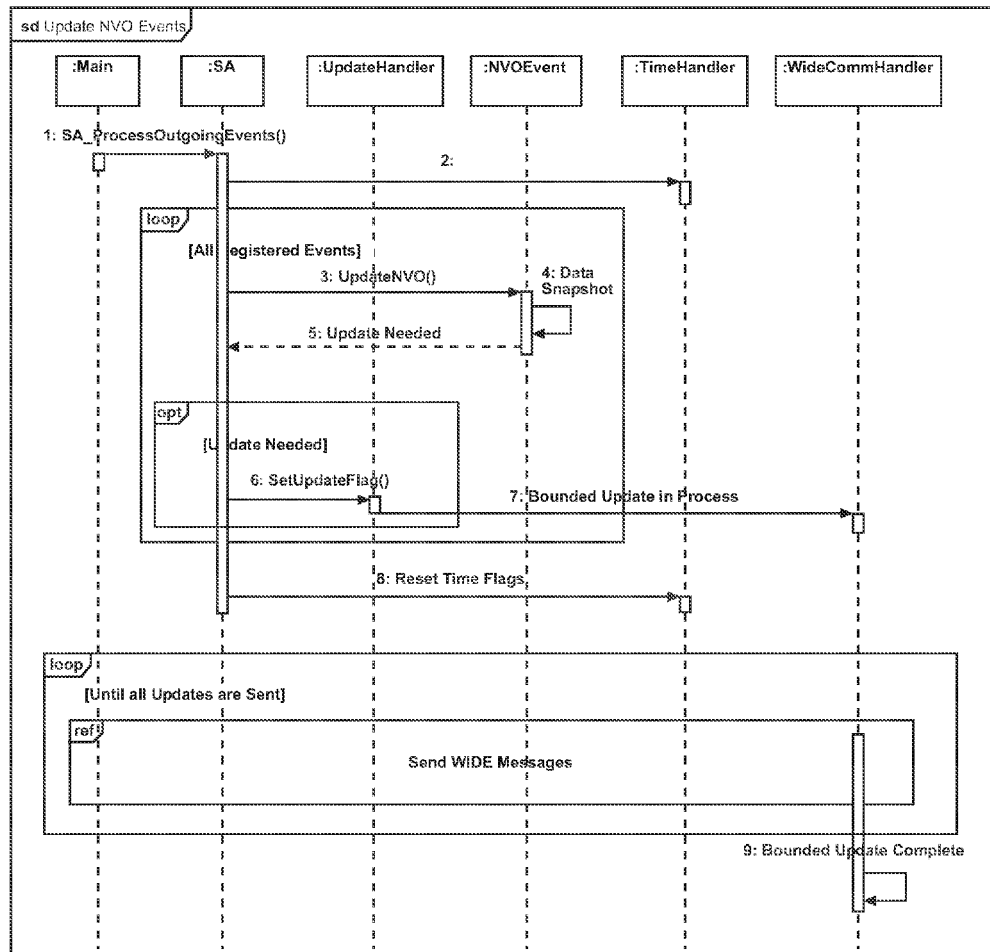 sd Update NVO Events
:Main :SA :UpdateHandler :NVOEvent :TimeHandler :WideCommHandler
1: SA_ProcessOutgoingEvents()
2:
loop
[All Registered Events]
3: UpdateNVO()
4: Data
Snapshot
5: Update Needed
opt
[Update Needed]
6: SetUpdateFlag()
7: Bounded Update in Process
8: Reset Time Flags
loop
[Until all Updates are Sent]
ref
Send WIDE Messages
9: Bounded Update Complete